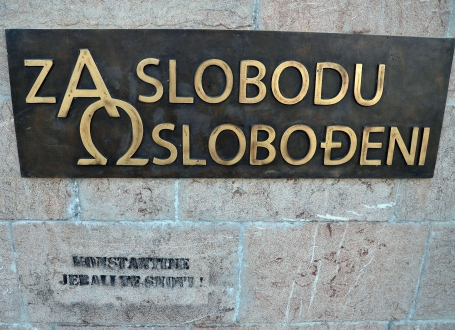 ZA SLOBODU
ΩSLOBOĐENI
KONSTANTINE
JEBALI TE SNOVI!